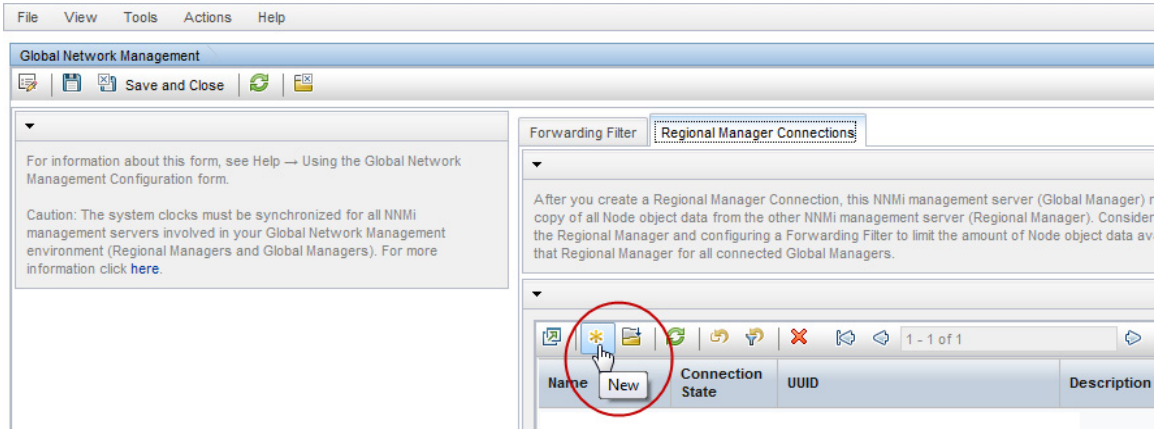 File View Tools Actions Help
Global Network Management
Save and Close
For information about this form, see Help → Using the Global Network
Management Configuration form.
Caution: The system clocks must be synchronized for all NNMi
management servers involved in your Global Network Management
environment (Regional Managers and Global Managers). For more
information click here.
Forwarding Filter Regional Manager Connections
After you create a Regional Manager Connection, this NNMi management server (Global Manager)
copy of all Node object data from the other NNMi management server (Regional Manager). Consider
the Regional Manager and configuring a Forwarding Filter to limit the amount of Node object data
that Regional Manager for all connected Global Managers.
1 - 1 of 1
Name Connection State UUID Description
New